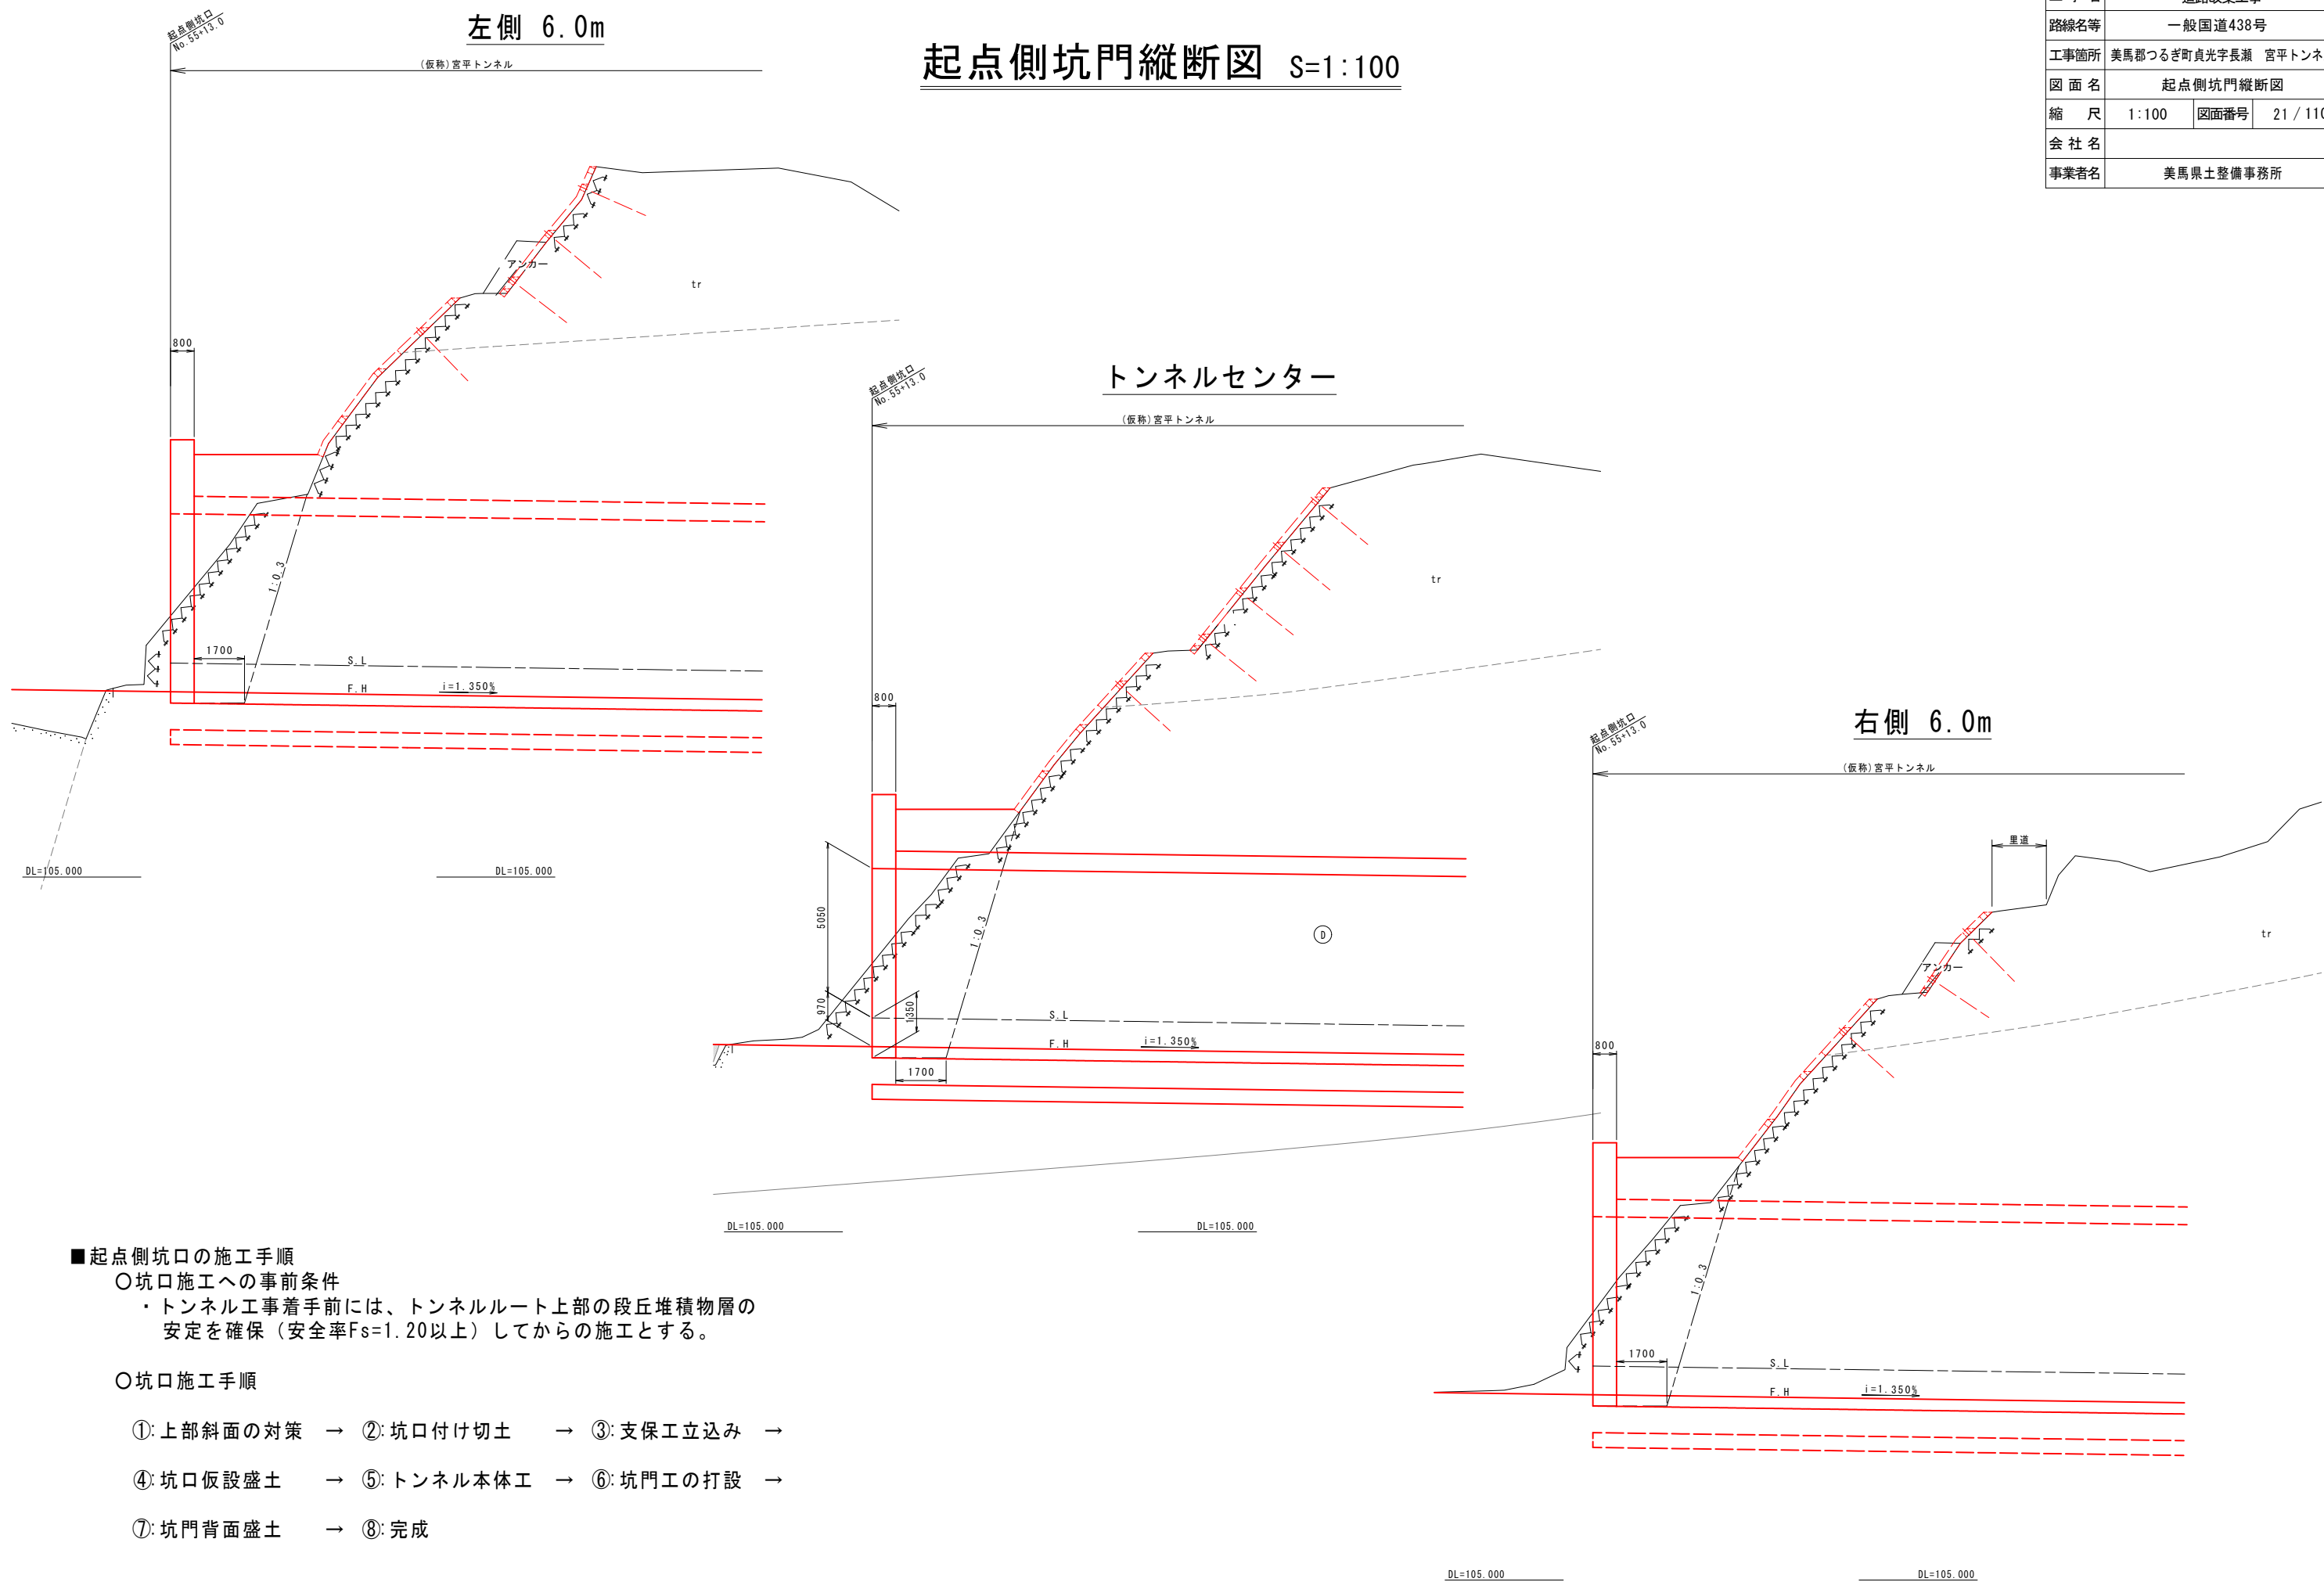 起点側坑門縦断図 S=1:100
路線名等 一般国道438号
工事箇所 美馬郡つるぎ町貞光字長瀬 宮平トンネ
図面名 起点側坑門縦断図
縮尺 1:100 図面番号 21 / 110
会社名
事業者名 美馬県土整備事務所
左側 6.0m
起点側坑口
No.55+13.0
(仮称)宮平トンネル
アンカー
tr
800
1:0.3
1700
S.L
F.H i=1.350%
DL=105.000 DL=105.000
トンネルセンター
起点側坑口
No.55+13.0
(仮称)宮平トンネル
tr
800
5050
1:0.3
D
970
1350
S.L
F.H i=1.350%
1700
DL=105.000 DL=105.000
右側 6.0m
起点側坑口
No.55+13.0
(仮称)宮平トンネル
里道
tr
アンカー
800
1:0.3
1700
S.L
F.H i=1.350%
DL=105.000 DL=105.000
■起点側坑口の施工手順
○坑口施工への事前条件
・トンネル工事着手前には、トンネルルート上部の段丘堆積物層の
安定を確保（安全率Fs=1.20以上）してからの施工とする。
○坑口施工手順
①:上部斜面の対策 → ②:坑口付け切土 → ③:支保工立込み →
④:坑口仮設盛土 → ⑤:トンネル本体工 → ⑥:坑門工の打設 →
⑦:坑門背面盛土 → ⑧:完成